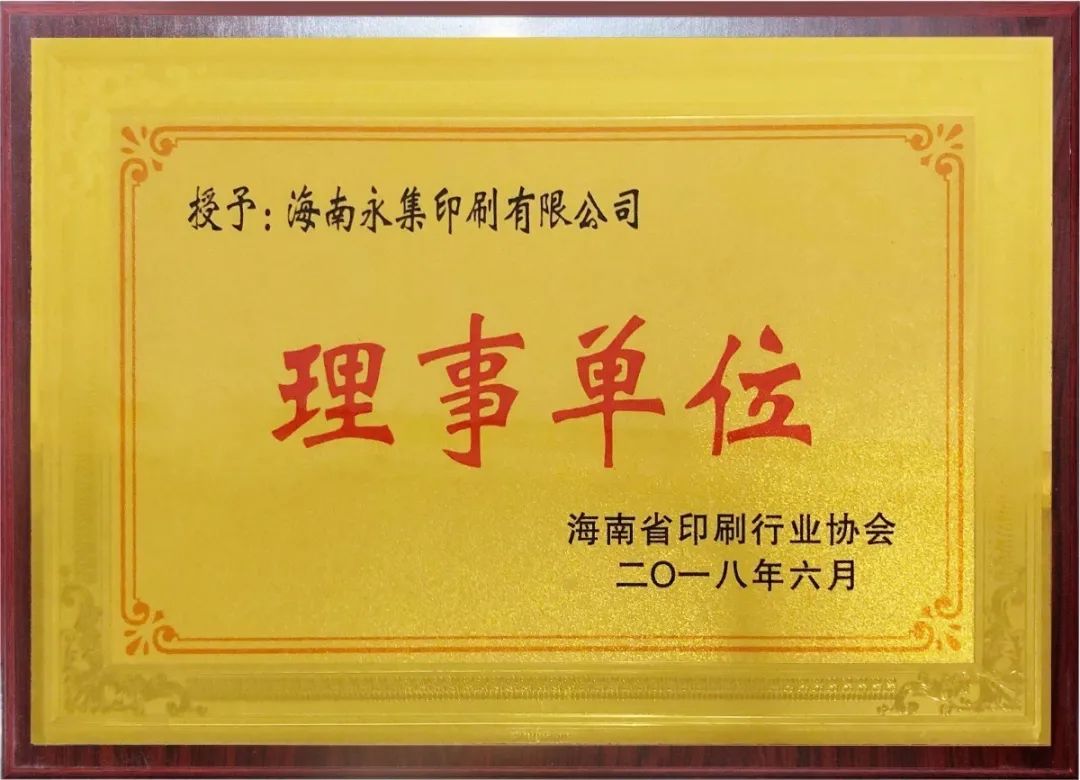 授予：海南永集印刷有限公司
理事单位
海南省印刷行业协会
二〇一八年六月